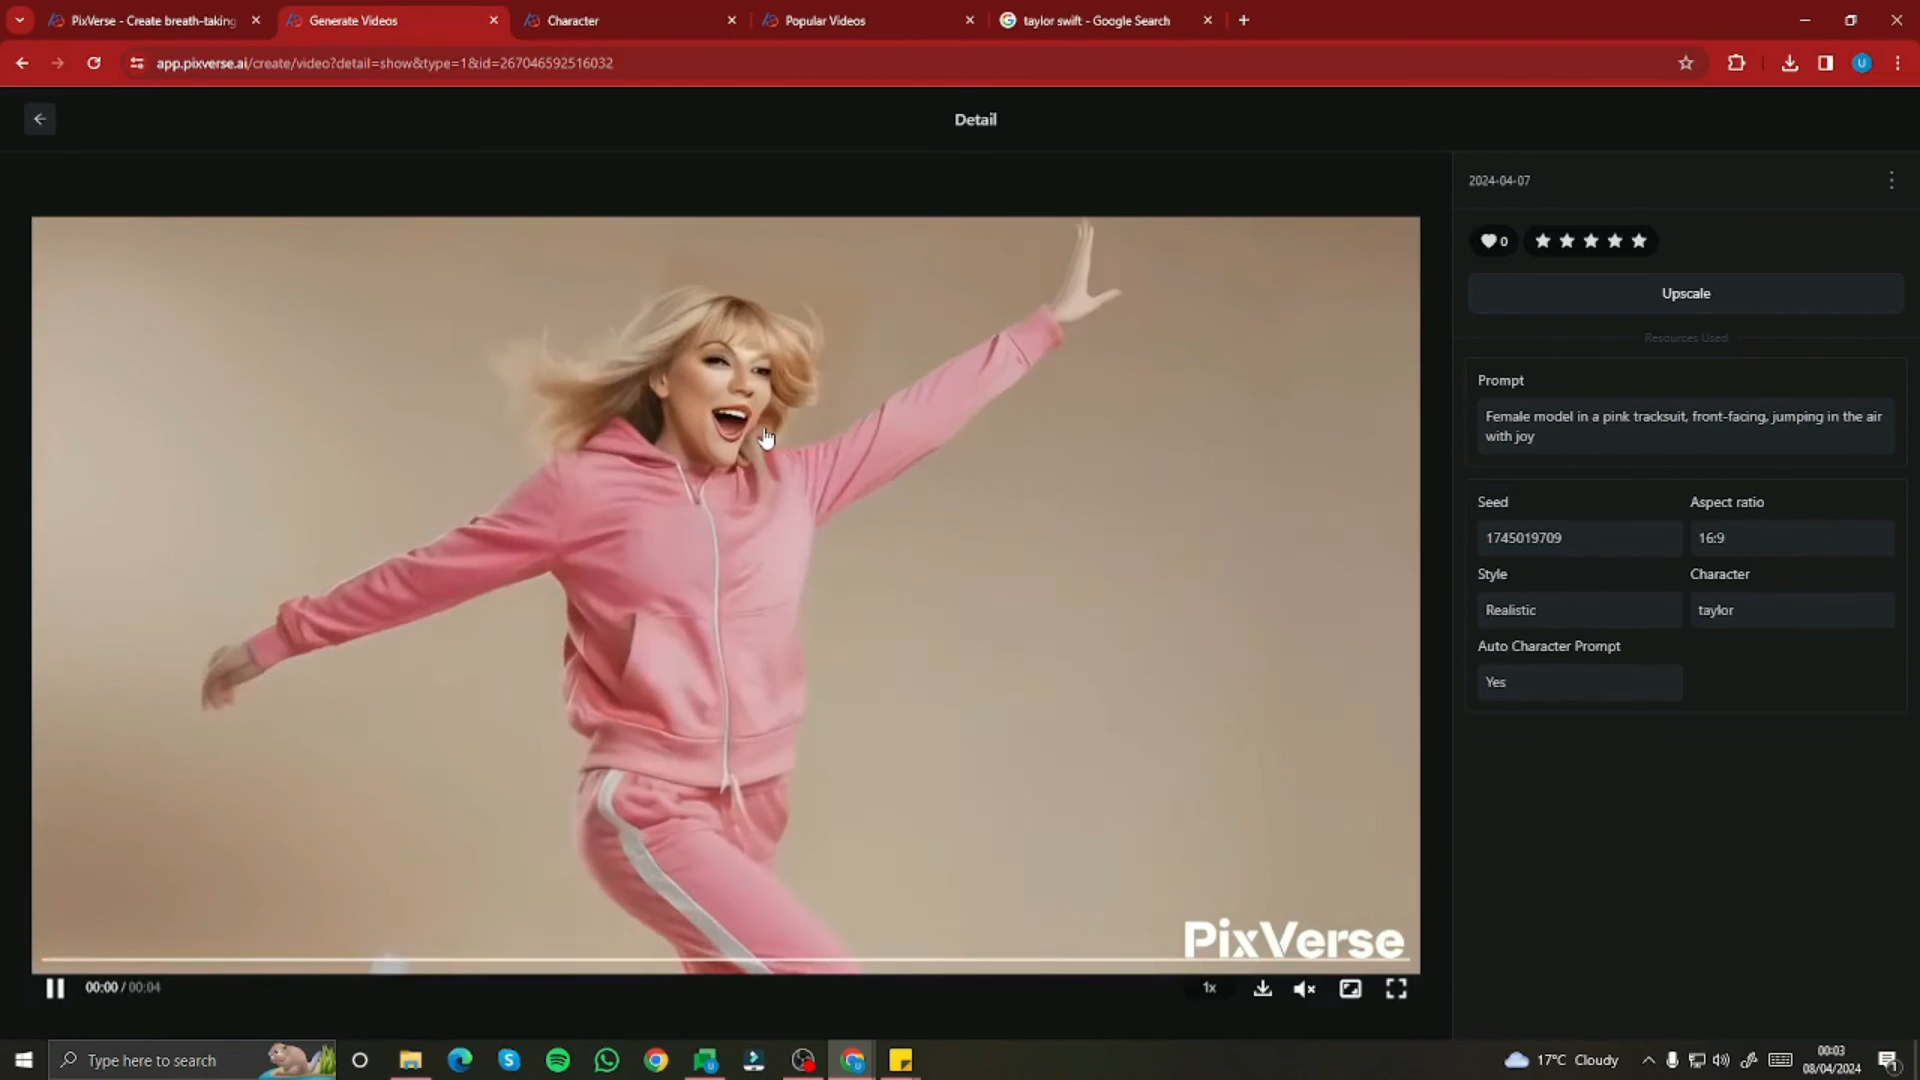 PixVerse - Create breath-taking
Generate Videos
Character
Popular Videos
taylor swift - Google Search
app.pixverse.ai/create/video?detail=show&type=1&id=267046592516032
U
Detail
2024-04-07
0
Upscale
Resources Used
Prompt
Female model in a pink tracksuit, front-facing, jumping in the air
with joy
Seed
Aspect ratio
1745019709
16:9
Style
Character
Realistic
taylor
Auto Character Prompt
Yes
PixVerse
00:00 / 00:04
1x
Type here to search
17°C Cloudy
00:03
08/04/2024
1